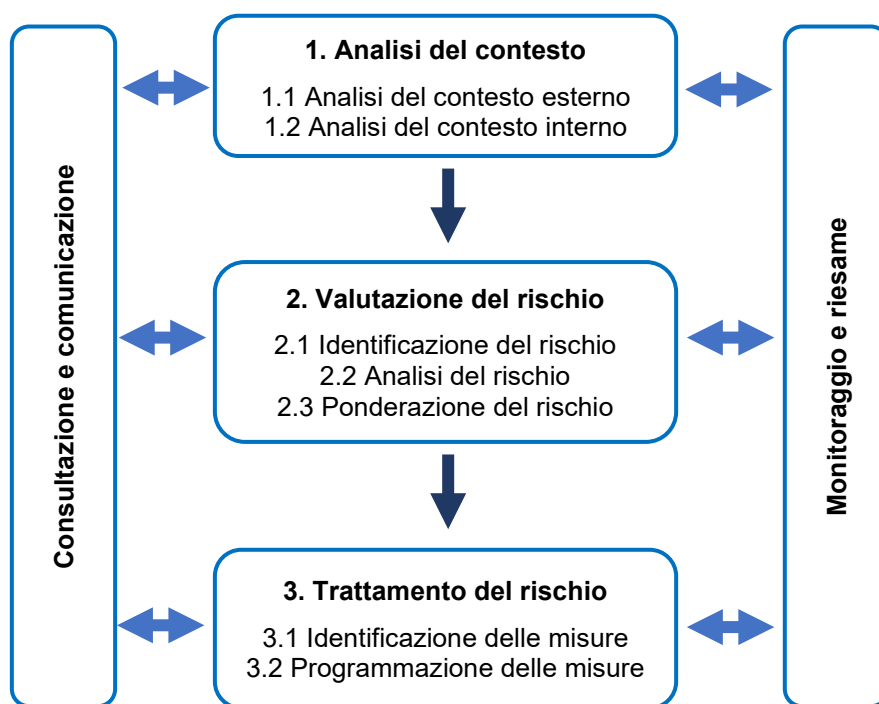 Consultazione e comunicazione
1. Analisi del contesto
1.1 Analisi del contesto esterno
1.2 Analisi del contesto interno
2. Valutazione del rischio
2.1 Identificazione del rischio
2.2 Analisi del rischio
2.3 Ponderazione del rischio
3. Trattamento del rischio
3.1 Identificazione delle misure
3.2 Programmazione delle misure
Monitoraggio e riesame